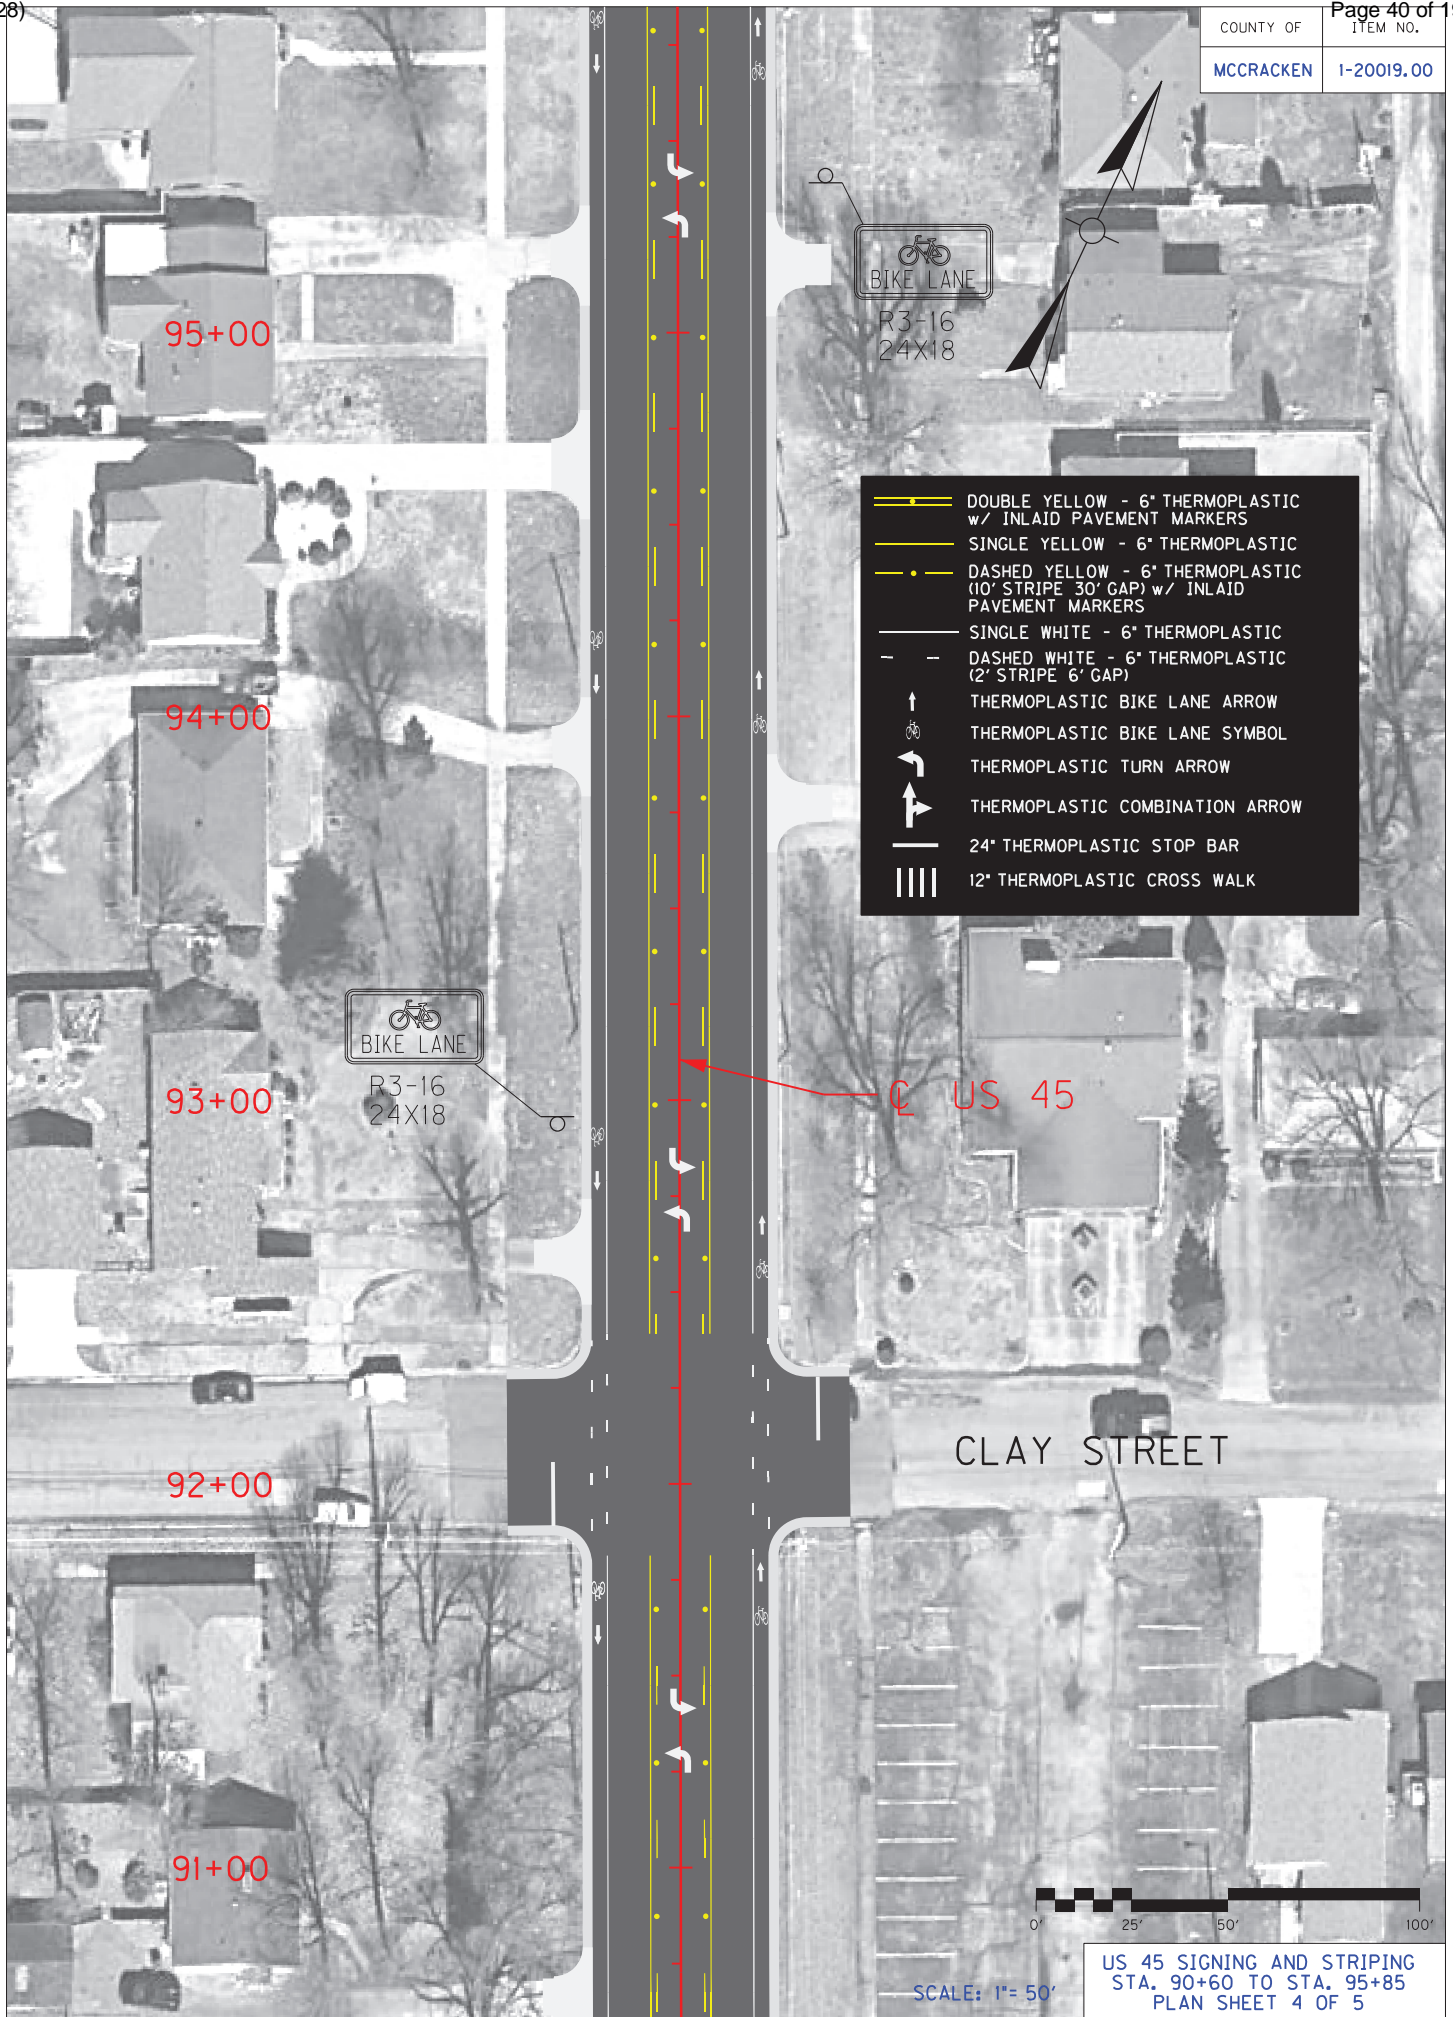 28)
Page 40 of 1
COUNTY OF
ITEM NO.
MCCRACKEN
1-20019.00
BIKE LANE
R3-16
24X18
95+00
DOUBLE YELLOW - 6" THERMOPLASTIC
w/ INLAID PAVEMENT MARKERS
SINGLE YELLOW - 6" THERMOPLASTIC
DASHED YELLOW - 6" THERMOPLASTIC
(10' STRIPE 30' GAP) w/ INLAID
PAVEMENT MARKERS
SINGLE WHITE - 6" THERMOPLASTIC
DASHED WHITE - 6" THERMOPLASTIC
(2' STRIPE 6' GAP)
THERMOPLASTIC BIKE LANE ARROW
THERMOPLASTIC BIKE LANE SYMBOL
THERMOPLASTIC TURN ARROW
THERMOPLASTIC COMBINATION ARROW
24" THERMOPLASTIC STOP BAR
12" THERMOPLASTIC CROSS WALK
94+00
BIKE LANE
R3-16
24X18
93+00
℄ US 45
CLAY STREET
92+00
91+00
0'
25'
50'
100'
SCALE: 1"= 50'
US 45 SIGNING AND STRIPING
STA. 90+60 TO STA. 95+85
PLAN SHEET 4 OF 5